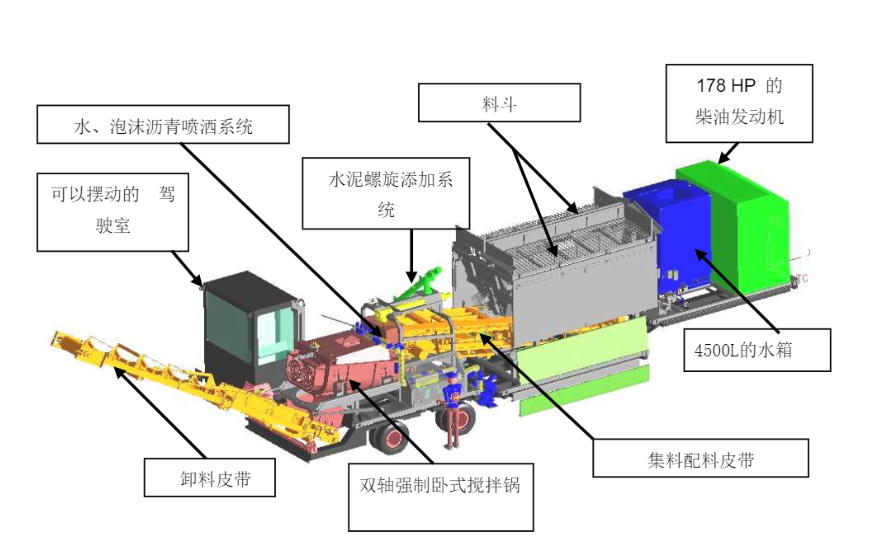 178 HP 的
柴油发动机
料斗
水、泡沫沥青喷洒系统
水泥螺旋添加系
统
可以摆动的 驾
驶室
4500L的水箱
集料配料皮带
卸料皮带
双轴强制卧式搅拌锅